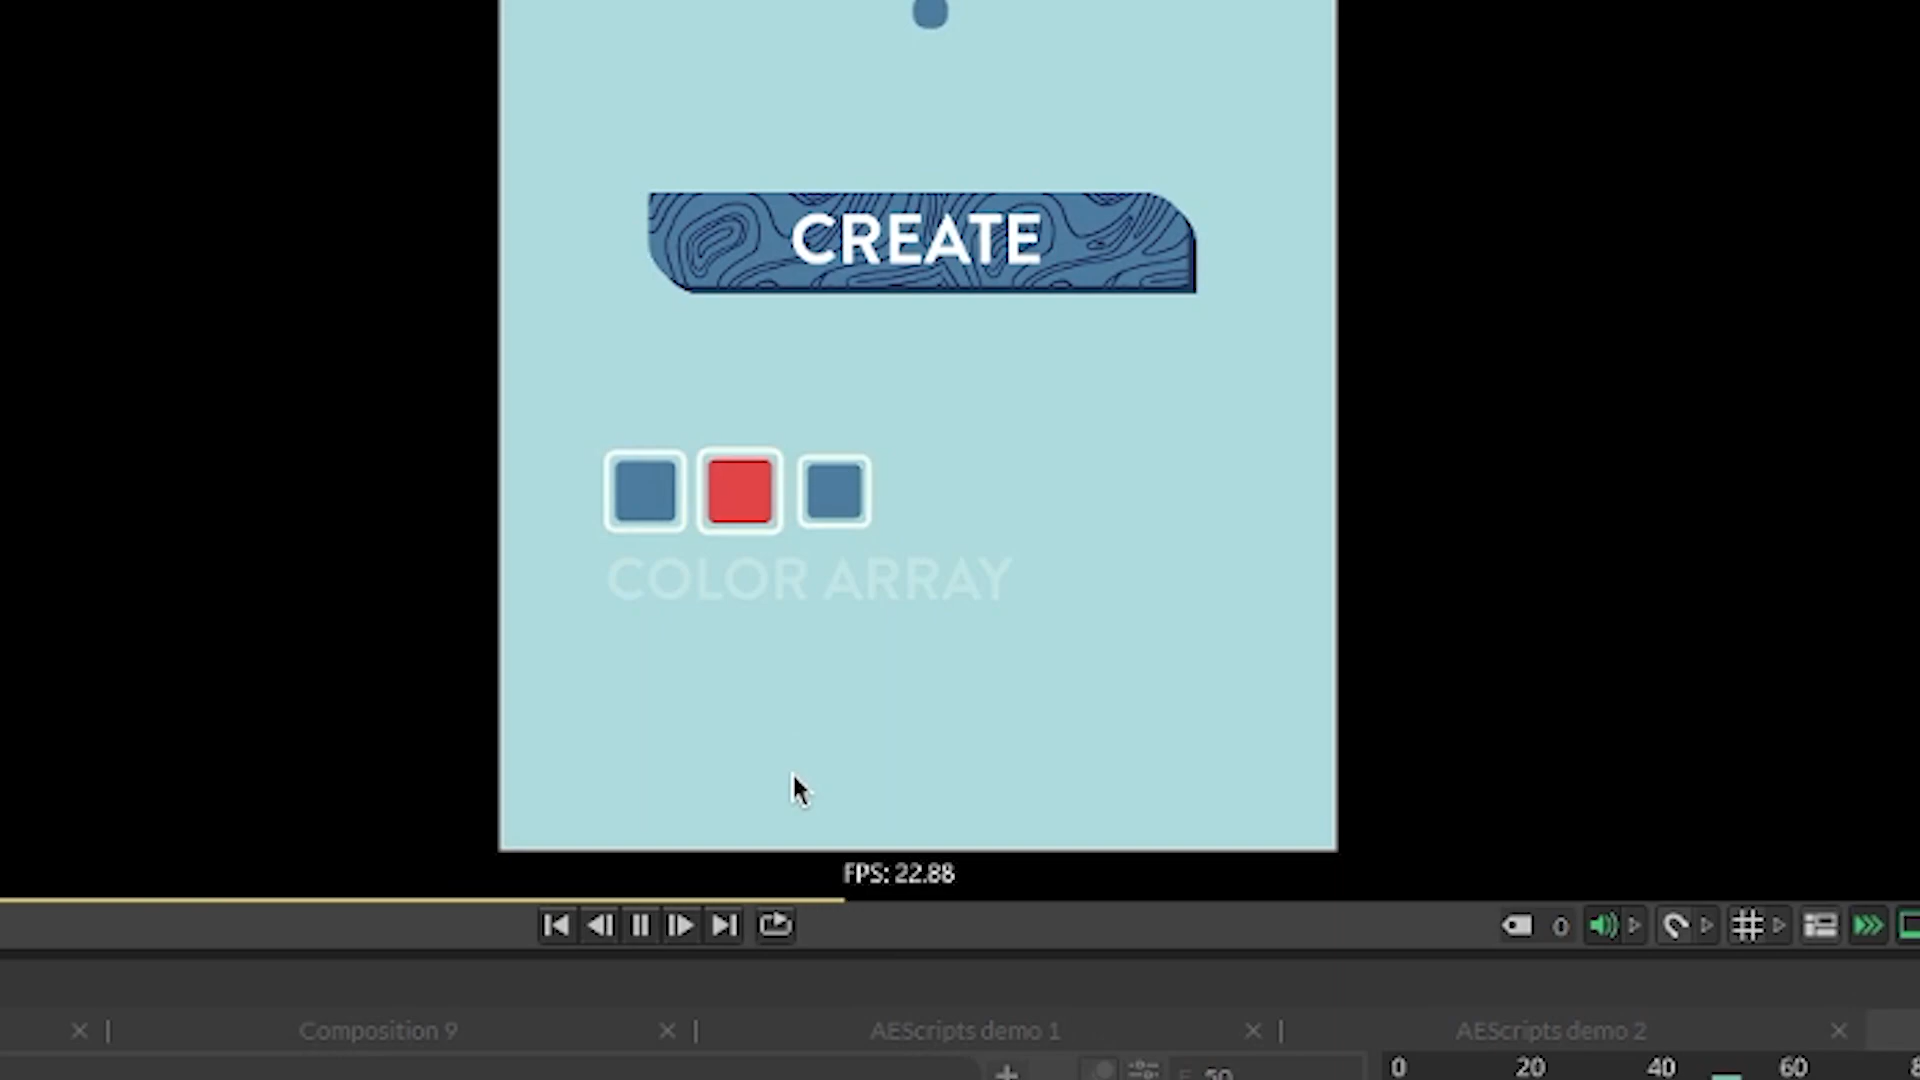 CREATE
COLOR ARRAY
FPS: 22.88
0
Composition 9
AEScripts demo 1
AEScripts demo 2
0 20 40 60